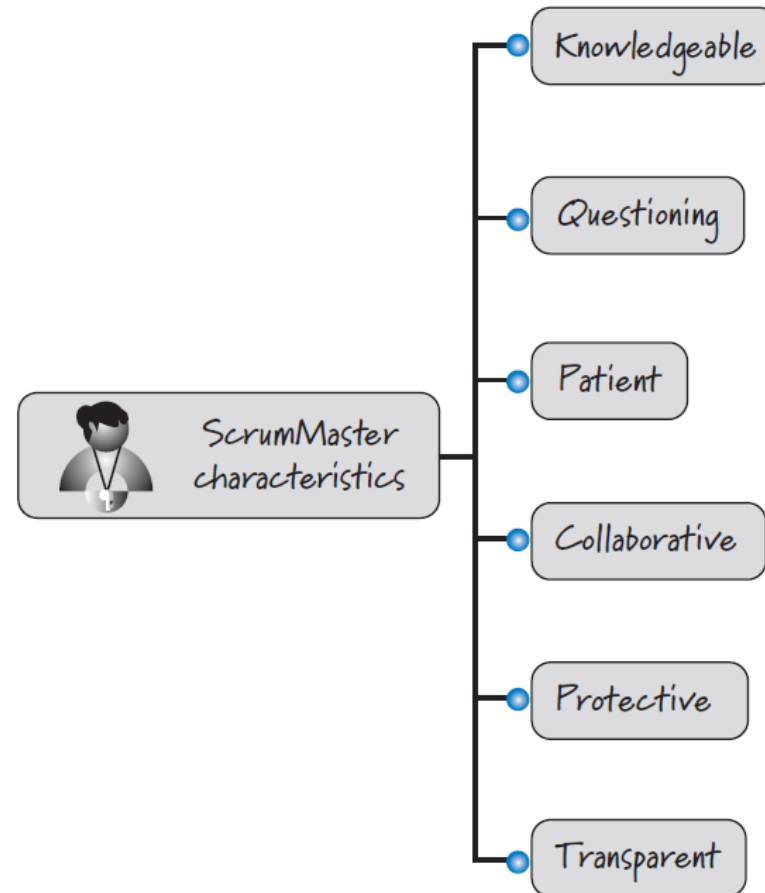 Knowledgeable
Questioning
Patient
ScrumMaster
characteristics
Collaborative
Protective
Transparent